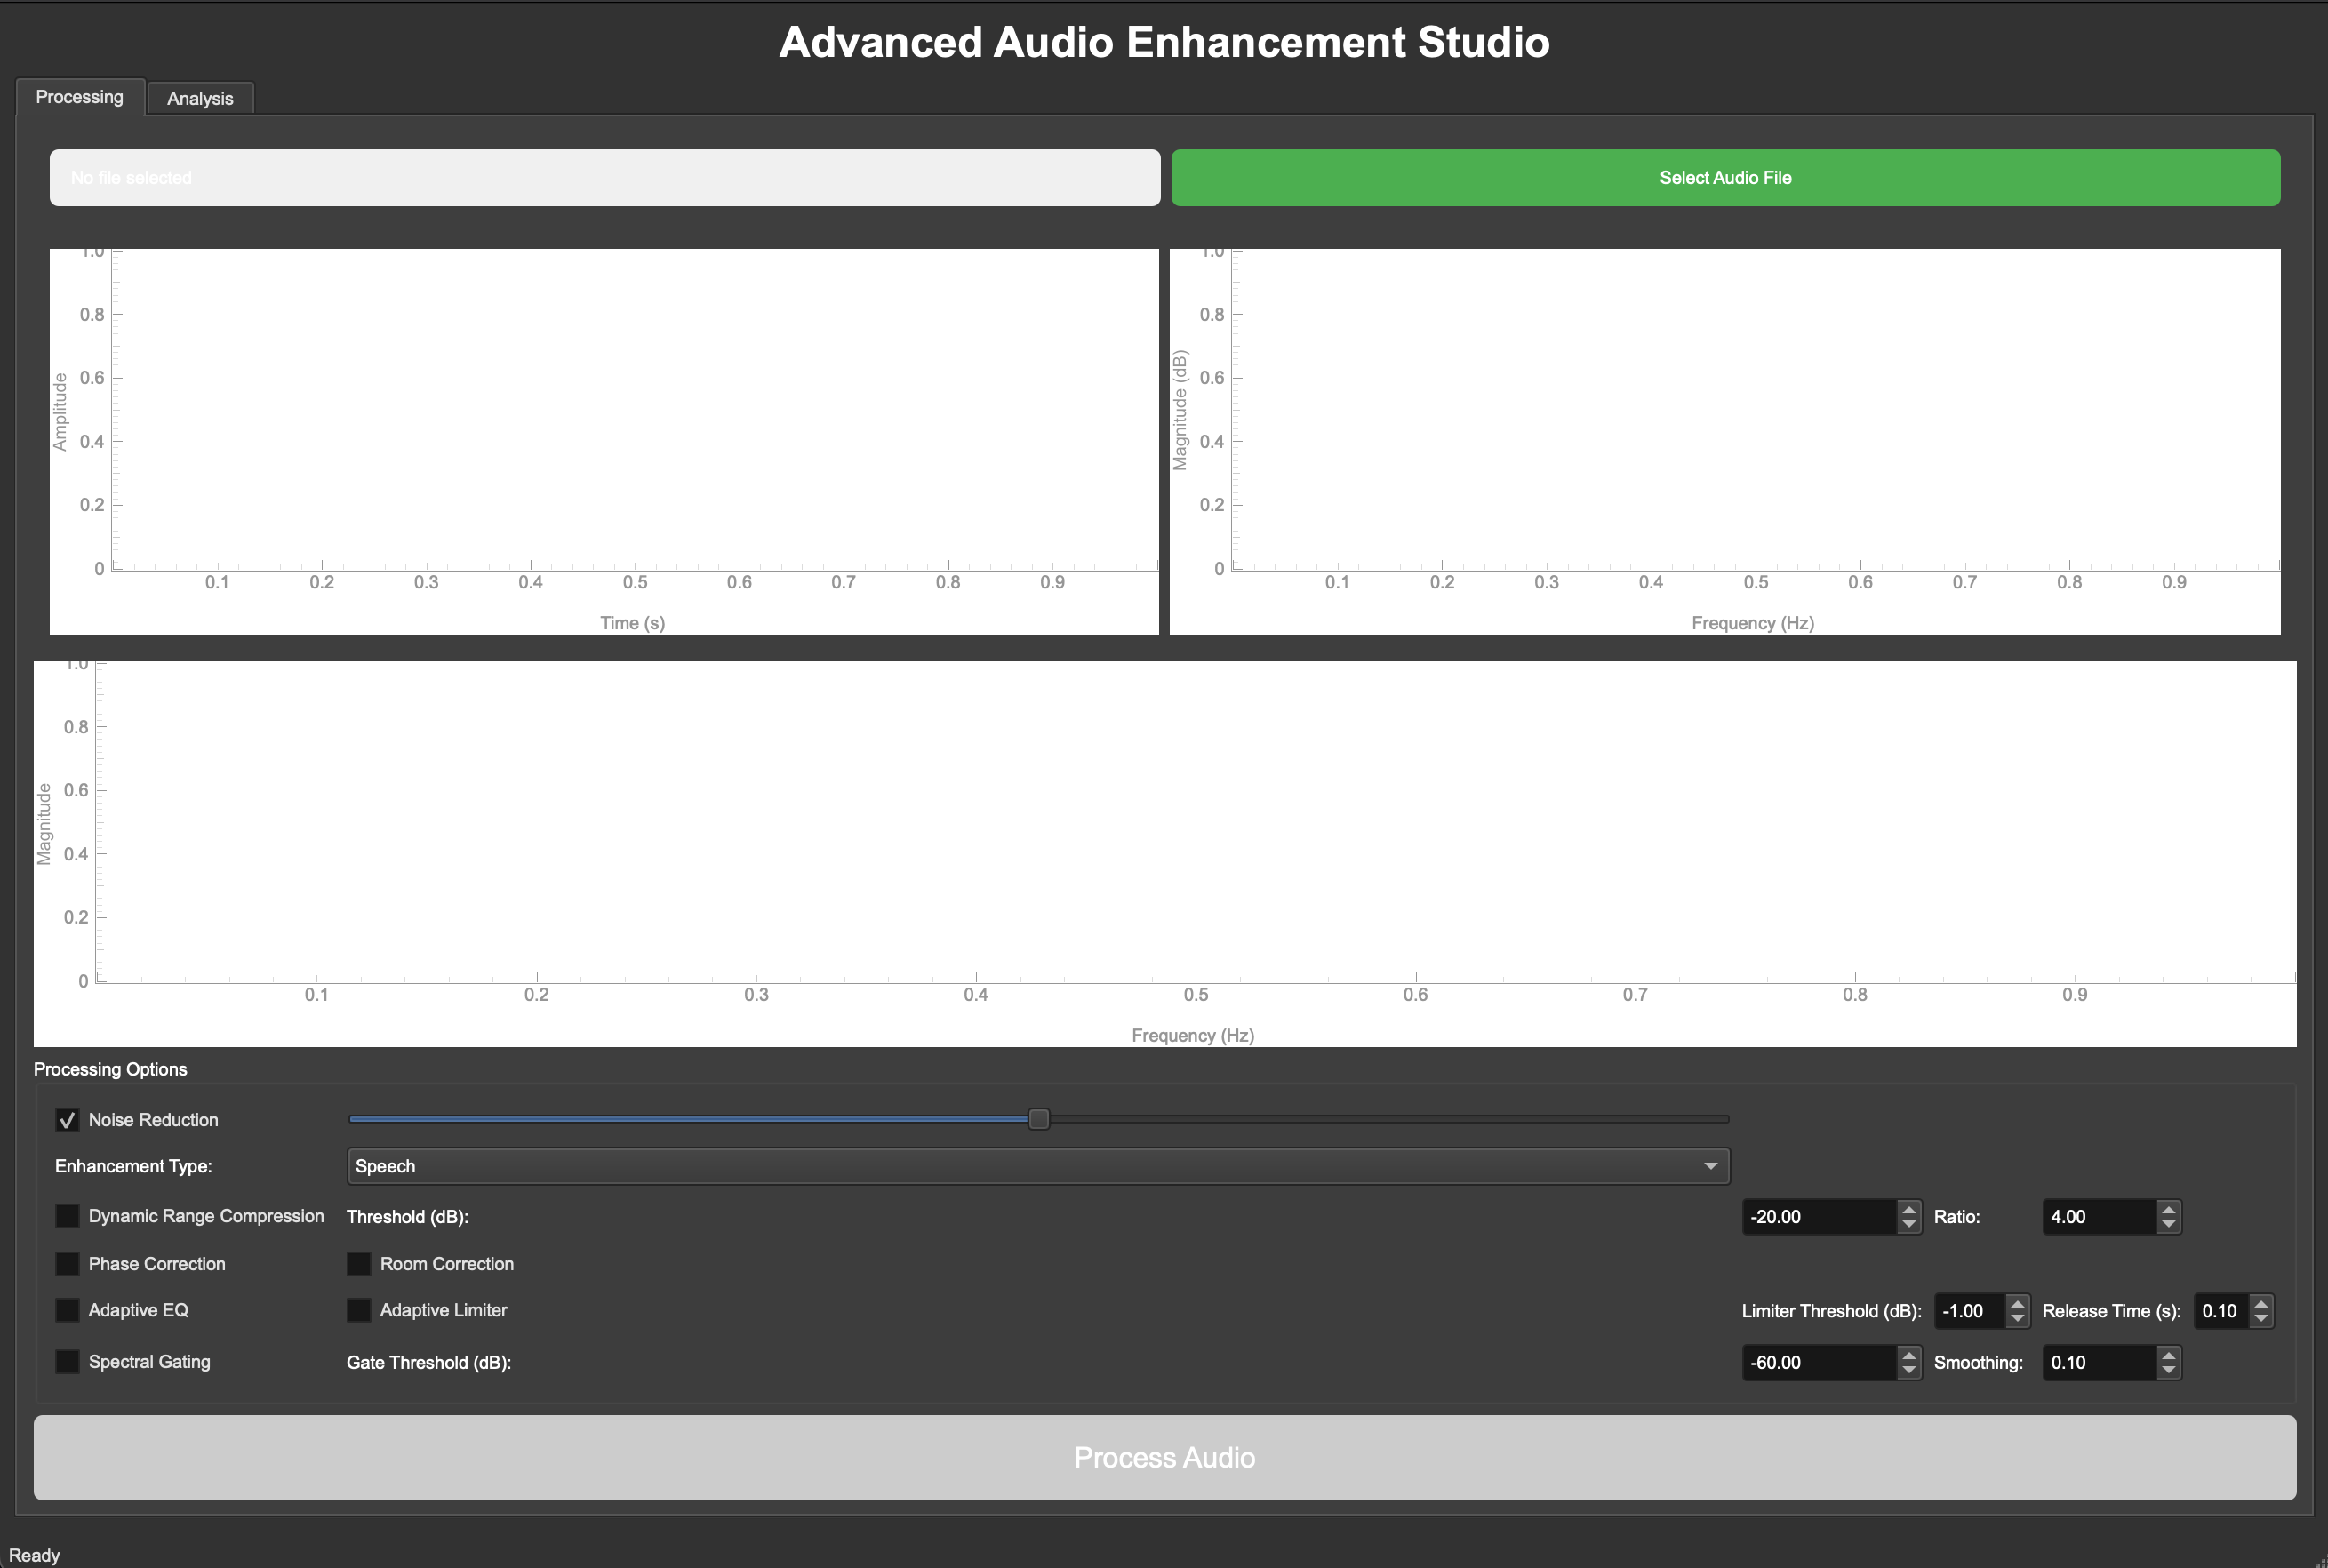 Advanced Audio Enhancement Studio
Processing Analysis
No file selected Select Audio File
1.0
0.8
0.6
0.4
0.2
0
Amplitude
0.1 0.2 0.3 0.4 0.5 0.6 0.7 0.8 0.9
Time (s)
1.0
0.8
0.6
0.4
0.2
0
Magnitude (dB)
0.1 0.2 0.3 0.4 0.5 0.6 0.7 0.8 0.9
Frequency (Hz)
1.0
0.8
0.6
0.4
0.2
0
Magnitude
0.1 0.2 0.3 0.4 0.5 0.6 0.7 0.8 0.9
Frequency (Hz)
Processing Options
Noise Reduction
Enhancement Type: Speech
Dynamic Range Compression Threshold (dB): -20.00 Ratio: 4.00
Phase Correction Room Correction
Adaptive EQ Adaptive Limiter Limiter Threshold (dB): -1.00 Release Time (s): 0.10
Spectral Gating Gate Threshold (dB): -60.00 Smoothing: 0.10
Process Audio
Ready